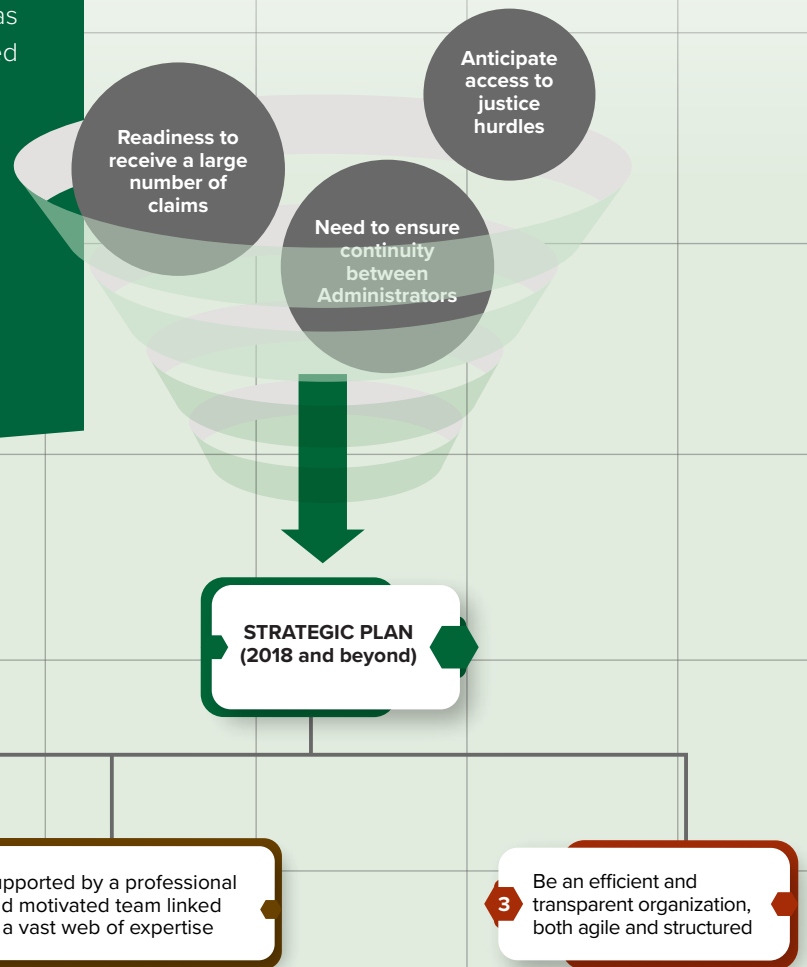 as
ed
Anticipate
access to
justice
hurdles
Readiness to
receive a large
number of
claims
Need to ensure
continuity
between
Administrators
STRATEGIC PLAN
(2018 and beyond)
upported by a professional
d motivated team linked
a vast web of expertise
3
Be an efficient and
transparent organization,
both agile and structured